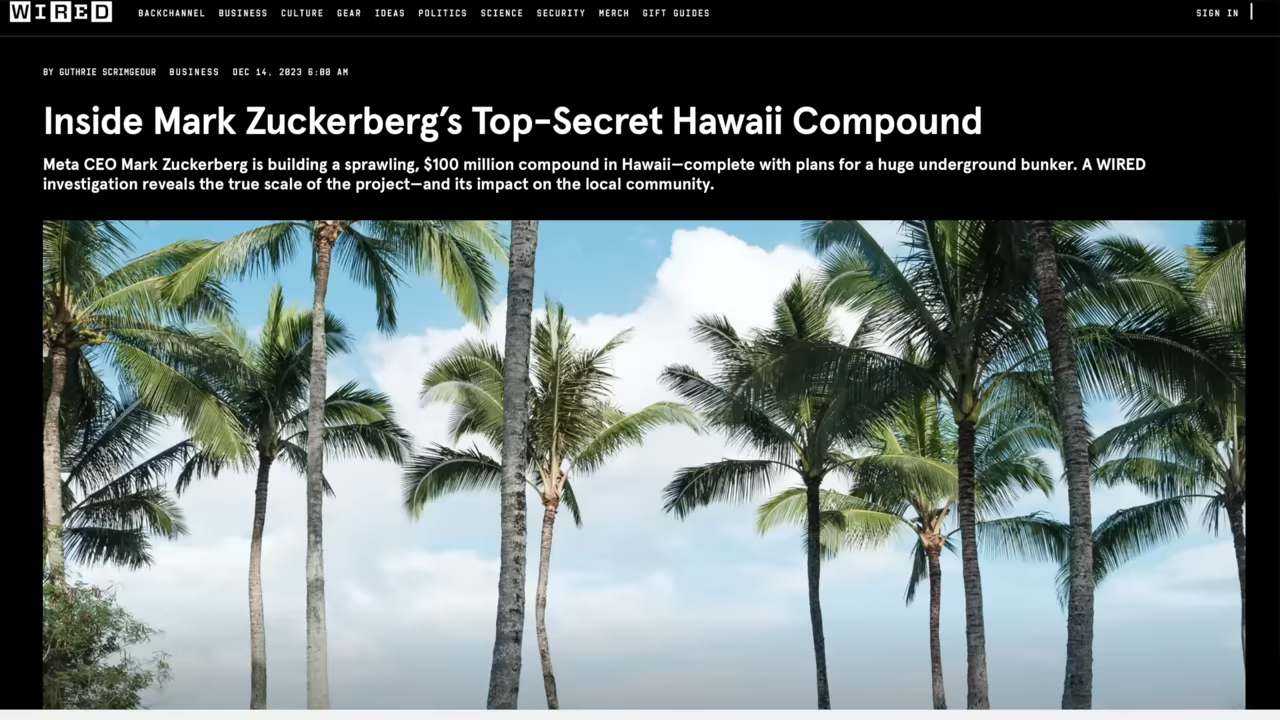 WIRED BACKCHANNEL BUSINESS CULTURE GEAR IDEAS POLITICS SCIENCE SECURITY MERCH GIFT GUIDES SIGN IN
BY GUTHRIE SCRIMGEOUR BUSINESS DEC 14, 2023 6:00 AM
Inside Mark Zuckerberg’s Top-Secret Hawaii Compound
Meta CEO Mark Zuckerberg is building a sprawling, $100 million compound in Hawaii—complete with plans for a huge underground bunker. A WIRED
investigation reveals the true scale of the project—and its impact on the local community.